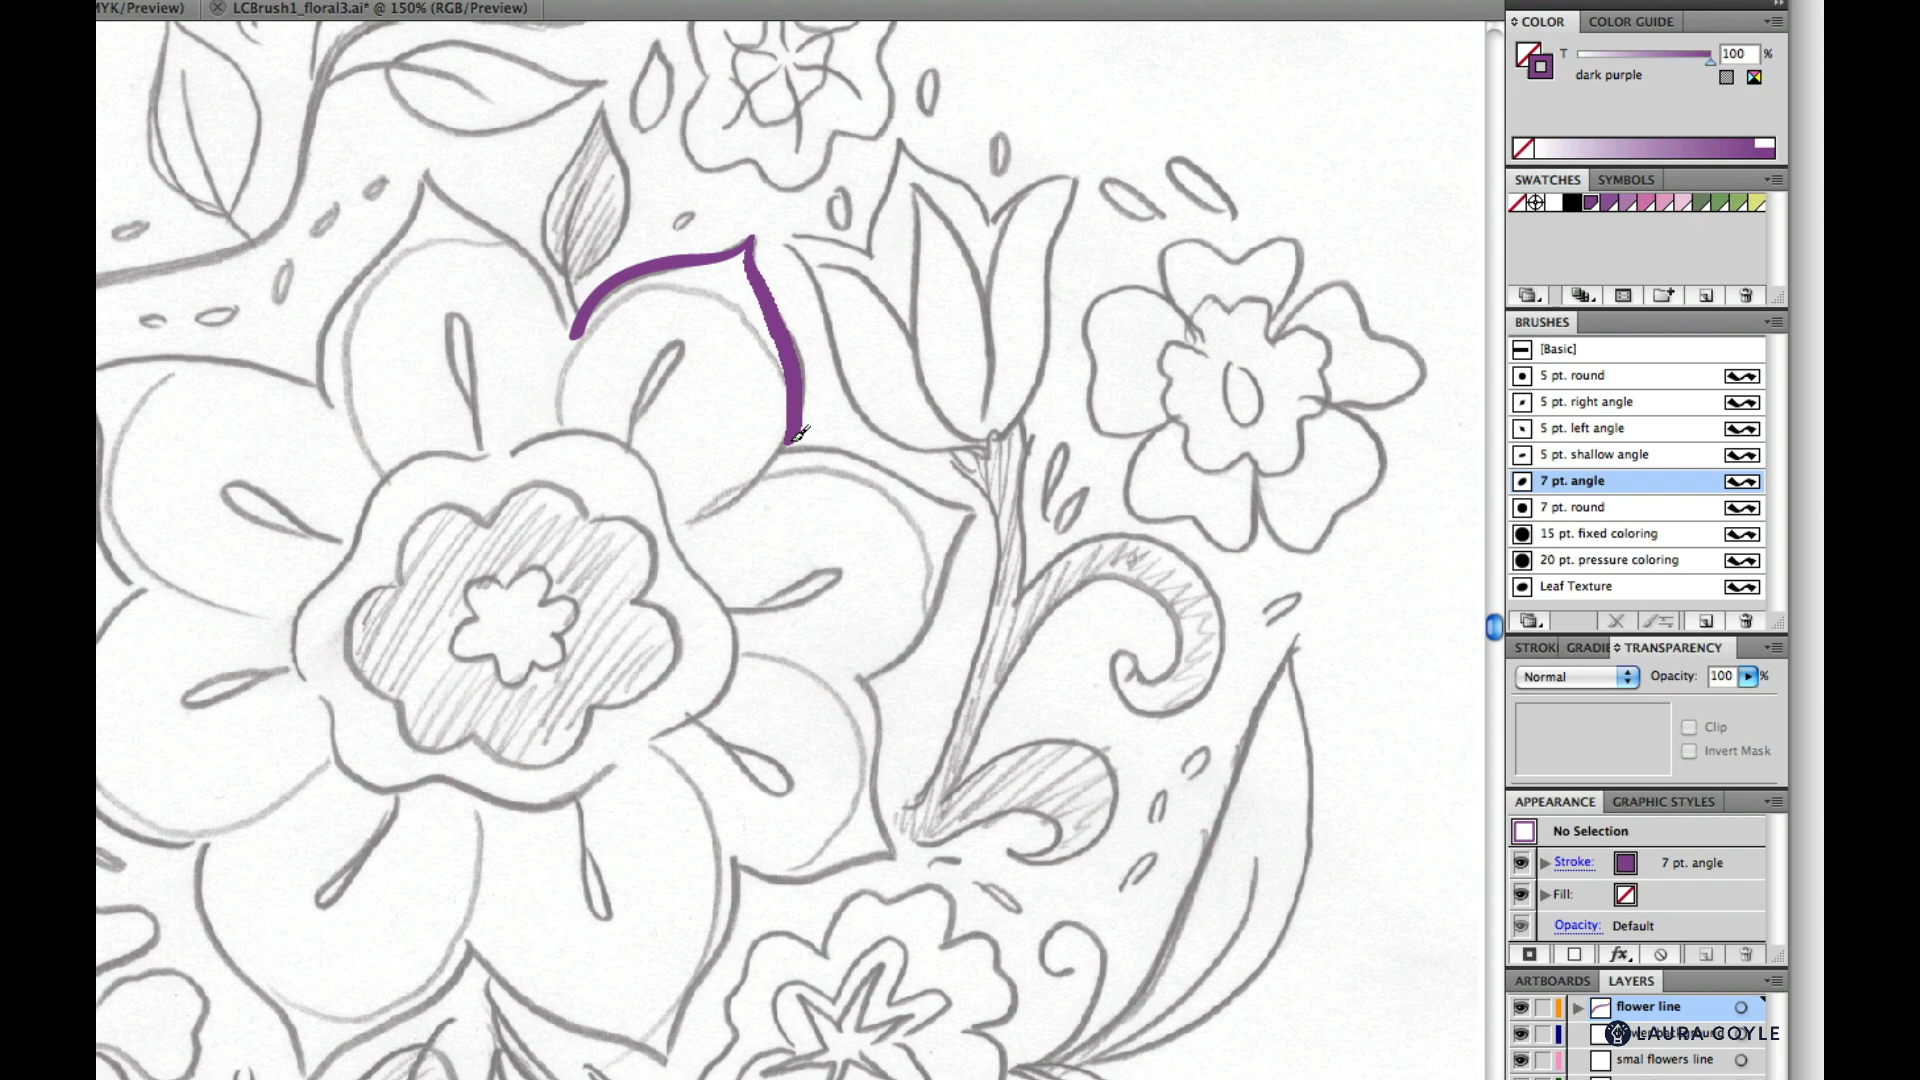 MYK/Preview)
LCBrush1_floral3.ai* @ 150% (RGB/Preview)
COLOR
COLOR GUIDE
T
100
%
dark purple
SWATCHES
SYMBOLS
BRUSHES
[Basic]
5 pt. round
5 pt. right angle
5 pt. left angle
5 pt. shallow angle
7 pt. angle
7 pt. round
15 pt. fixed coloring
20 pt. pressure coloring
Leaf Texture
STROK
GRADIE
TRANSPARENCY
Normal
Opacity:
100
%
Clip
Invert Mask
APPEARANCE
GRAPHIC STYLES
No Selection
Stroke:
7 pt. angle
Fill:
Opacity:
Default
fx
ARTBOARDS
LAYERS
flower line
LAURA COYLE
smal flowers line